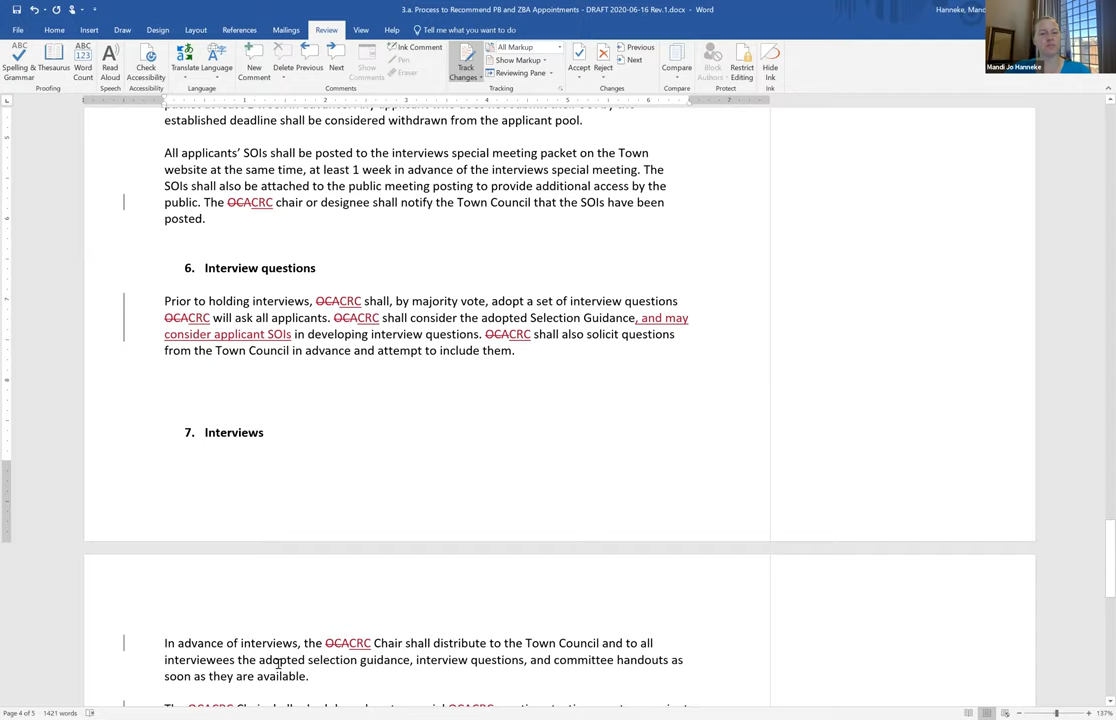 3.a. Process to Recommend PB and ZBA Appointments - DRAFT 2020-06-16 Rev.1.docx - Word
Hanneke, Mand
File Home Insert Draw Design Layout References Mailings Review View Help Tell me what you want to do
Spelling & Grammar
Thesaurus
Word Count
Read Aloud
Check Accessibility
Translate
Language
New Comment
Delete
Previous
Next
Show Comments
Ink Comment
Pen
Eraser
Track Changes
All Markup
Show Markup
Reviewing Pane
Accept
Reject
Previous
Next
Compare
Block Authors
Restrict Editing
Hide Ink
Mandi Jo Hanneke
Proofing Speech Accessibility Language Comments Tracking Changes Compare Protect Ink
established deadline shall be considered withdrawn from the applicant pool.
All applicants’ SOIs shall be posted to the interviews special meeting packet on the Town
website at the same time, at least 1 week in advance of the interviews special meeting. The
SOIs shall also be attached to the public meeting posting to provide additional access by the
public. The OCACRC chair or designee shall notify the Town Council that the SOIs have been
posted.
6. Interview questions
Prior to holding interviews, OCACRC shall, by majority vote, adopt a set of interview questions
OCACRC will ask all applicants. OCACRC shall consider the adopted Selection Guidance, and may
consider applicant SOIs in developing interview questions. OCACRC shall also solicit questions
from the Town Council in advance and attempt to include them.
7. Interviews
In advance of interviews, the OCACRC Chair shall distribute to the Town Council and to all
interviewees the adopted selection guidance, interview questions, and committee handouts as
soon as they are available.
Page 4 of 5 1421 words
137%